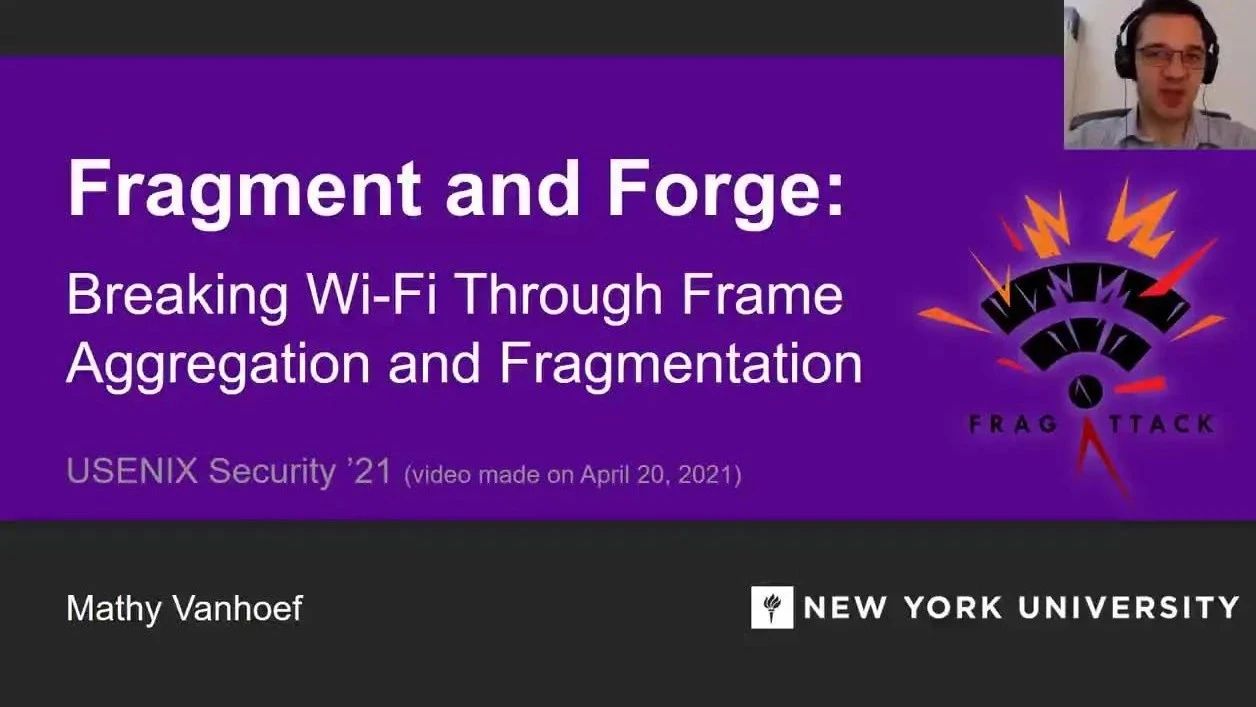 Fragment and Forge:
Breaking Wi-Fi Through Frame
Aggregation and Fragmentation
USENIX Security ’21 (video made on April 20, 2021)
FRAG ATTACK
Mathy Vanhoef
NEW YORK UNIVERSITY